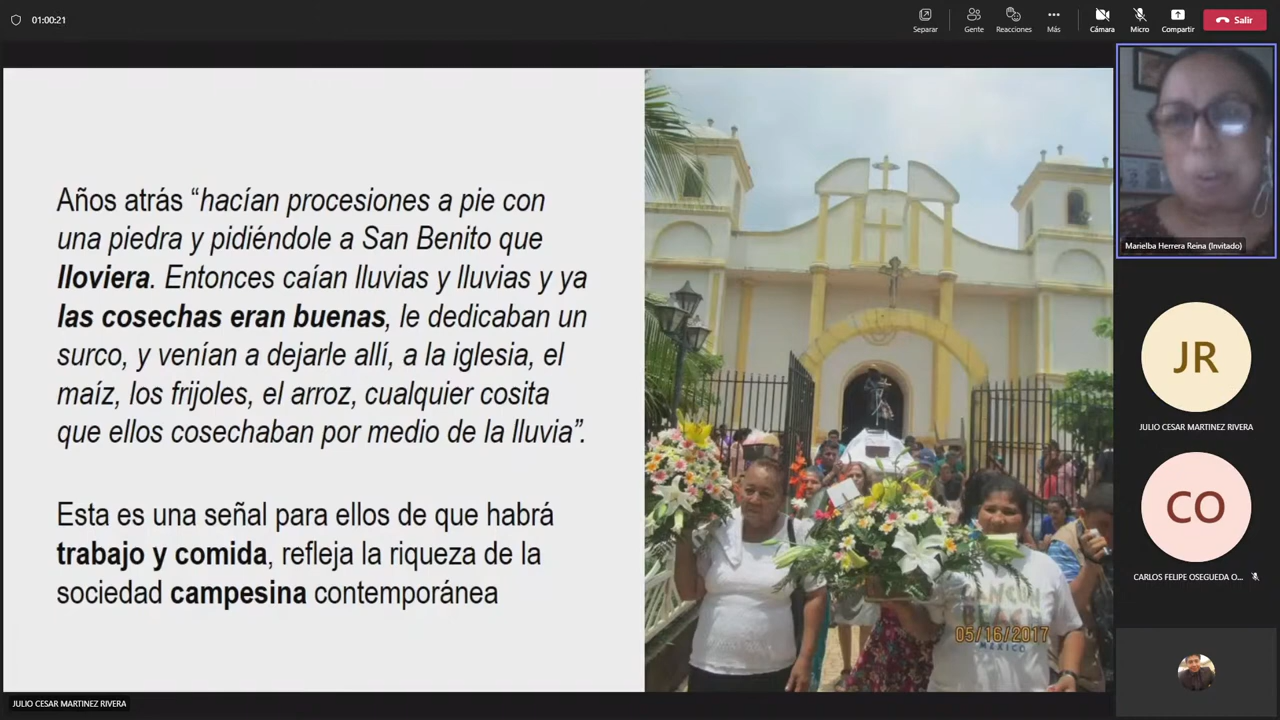 01:00:21
Separar
Gente
Reacciones
Más
Cámara
Micro
Compartir
Salir
Años atrás “hacían procesiones a pie con
una piedra y pidiéndole a San Benito que
lloviera. Entonces caían lluvias y lluvias y ya
las cosechas eran buenas, le dedicaban un
surco, y venían a dejarle allí, a la iglesia, el
maíz, los frijoles, el arroz, cualquier cosita
que ellos cosechaban por medio de la lluvia”.
Esta es una señal para ellos de que habrá
trabajo y comida, refleja la riqueza de la
sociedad campesina contemporánea
CANCUN
05/16/2017
MEXICO
Marielba Herrera Reina (Invitado)
JR
JULIO CESAR MARTINEZ RIVERA
CO
CARLOS FELIPE OSEGUEDA O...
JULIO CESAR MARTINEZ RIVERA